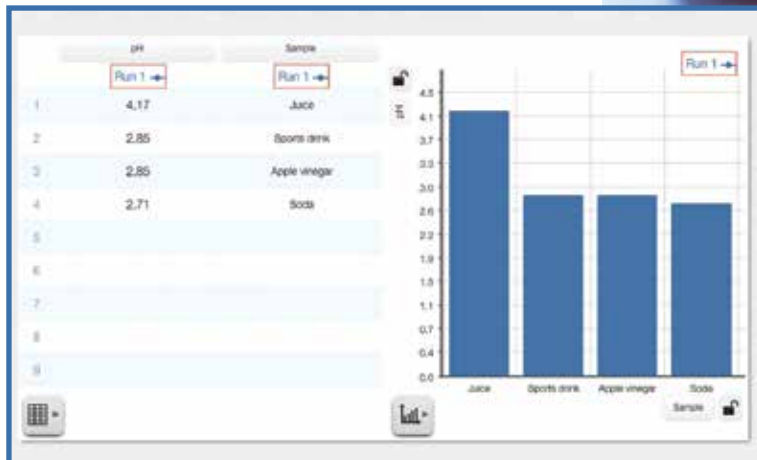 pH Sample
Run 1 Run 1
1 4,17 Juice
2 2,85 Sports drink
3 2,85 Apple vinegar
4 2,71 Soda
5
6
7
8
9
Run 1
pH
4.5
4.1
3.7
3.3
3.0
2.6
2.2
1.9
1.5
1.1
0.7
0.4
0.0
Juice Sports drink Apple vinegar Soda
Sample